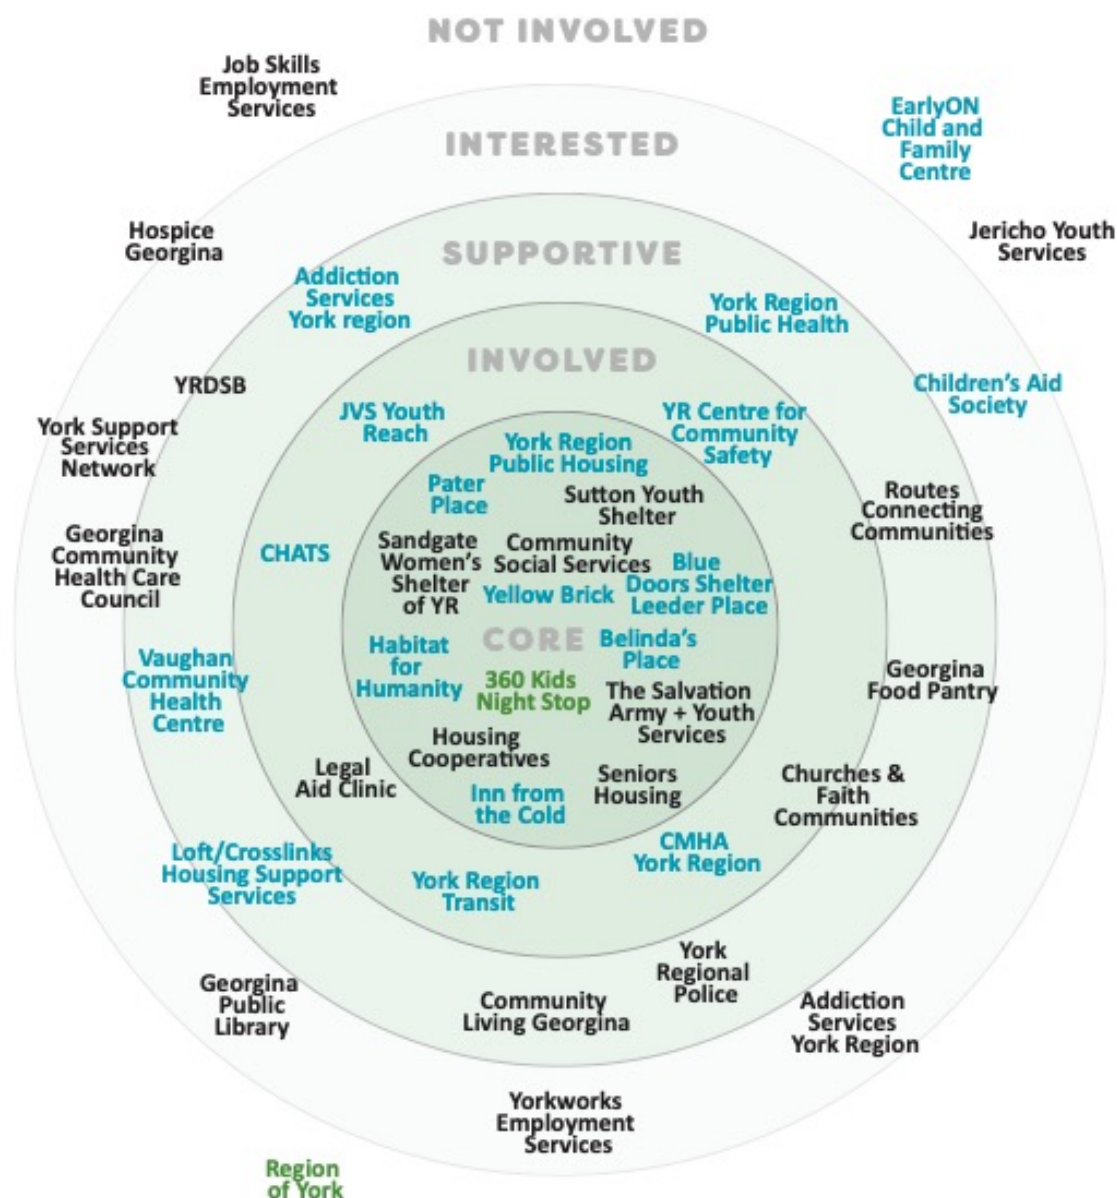 NOT INVOLVED
Job Skills
Employment
Services
EarlyON
Child and
Family
Centre
INTERESTED
Hospice
Georgina
Jericho Youth
Services
SUPPORTIVE
Addiction
Services
York region
York Region
Public Health
INVOLVED
YRDSB
Children's Aid
Society
York Support
Services
Network
JVS Youth
Reach
YR Centre for
Community
Safety
York Region
Public Housing
Pater
Place
Sutton Youth
Shelter
Routes
Connecting
Communities
Georgina
Community
Health Care
Council
CHATS
Sandgate
Women's
Shelter
of YR
Community
Social Services
Blue
Doors Shelter
Leeder Place
Yellow Brick
CORE
Belinda's
Place
Habitat
for
Humanity
Vaughan
Community
Health
Centre
360 Kids
Night Stop
The Salvation
Army + Youth
Services
Georgina
Food Pantry
Housing
Cooperatives
Legal
Aid Clinic
Inn from
the Cold
Seniors
Housing
Churches &
Faith
Communities
Loft/Crosslinks
Housing Support
Services
York Region
Transit
CMHA
York Region
Georgina
Public
Library
Community
Living Georgina
York
Regional
Police
Addiction
Services
York Region
Yorkworks
Employment
Services
Region
of York